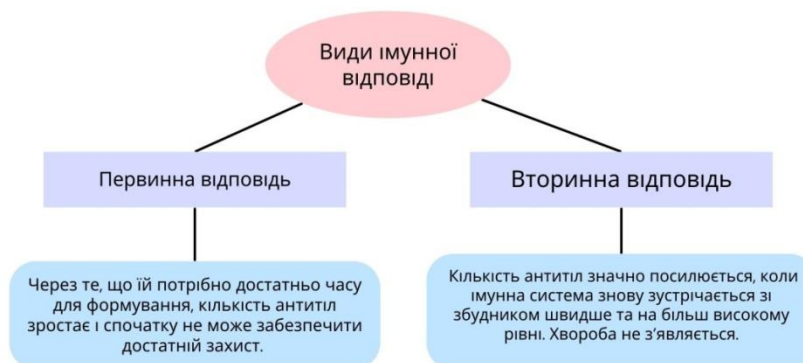 Види імунної
відповіді
Первинна відповідь
Вторинна відповідь
Через те, що їй потрібно достатньо часу
для формування, кількість антитіл
зростає і спочатку не може забезпечити
достатній захист.
Кількість антитіл значно посилюється, коли
імунна система знову зустрічається зі
збудником швидше та на більш високому
рівні. Хвороба не з’являється.